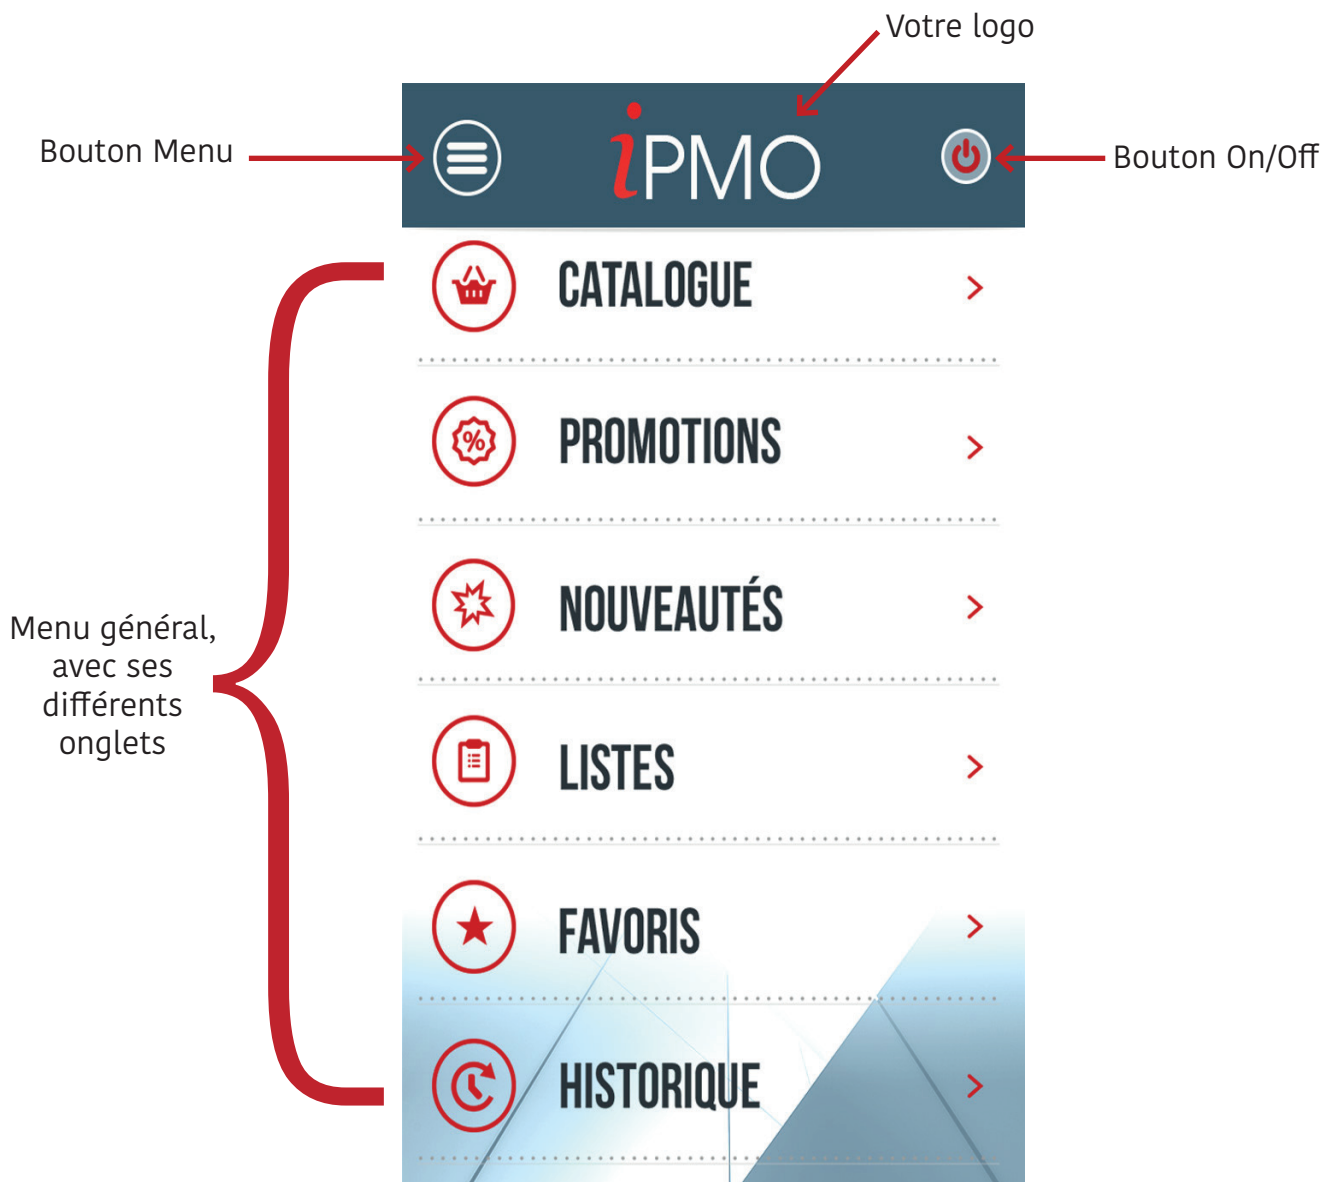 Votre logo
Bouton Menu
iPMO
Bouton On/Off
CATALOGUE
%
PROMOTIONS
NOUVEAUTÉS
Menu général,
avec ses
différents
onglets
LISTES
FAVORIS
HISTORIQUE